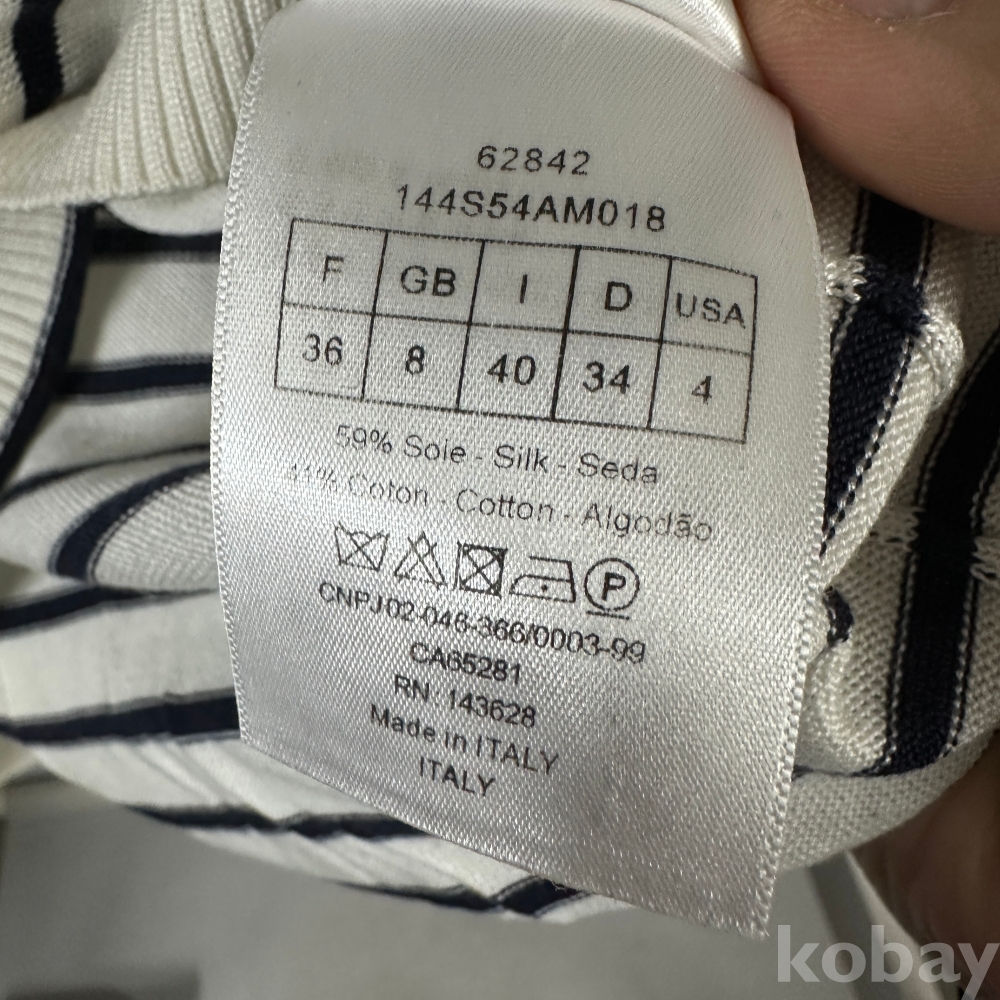 62842
144S54AM018
F GB I D USA
36 8 40 34 4
59% Soie - Silk - Seda
41% Coton - Cotton - Algodão
P
CNPJ02-046-366/0003-99
CA65281
RN: 143628
Made in ITALY
ITALY
kobay